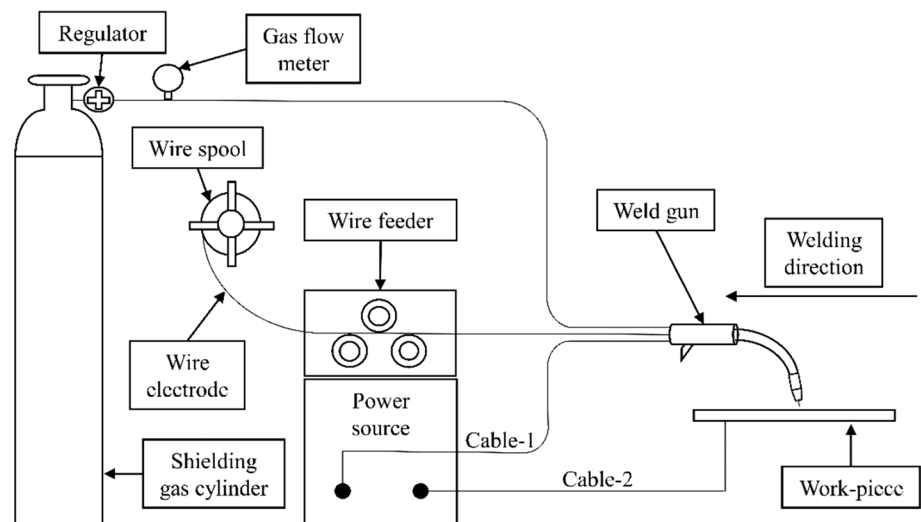 Regulator
Gas flow
meter
Wire spool
Wire feeder
Weld gun
Welding
direction
Wire
electrode
Power
source
Cable-1
Shielding
gas cylinder
Cable-2
Work-piece